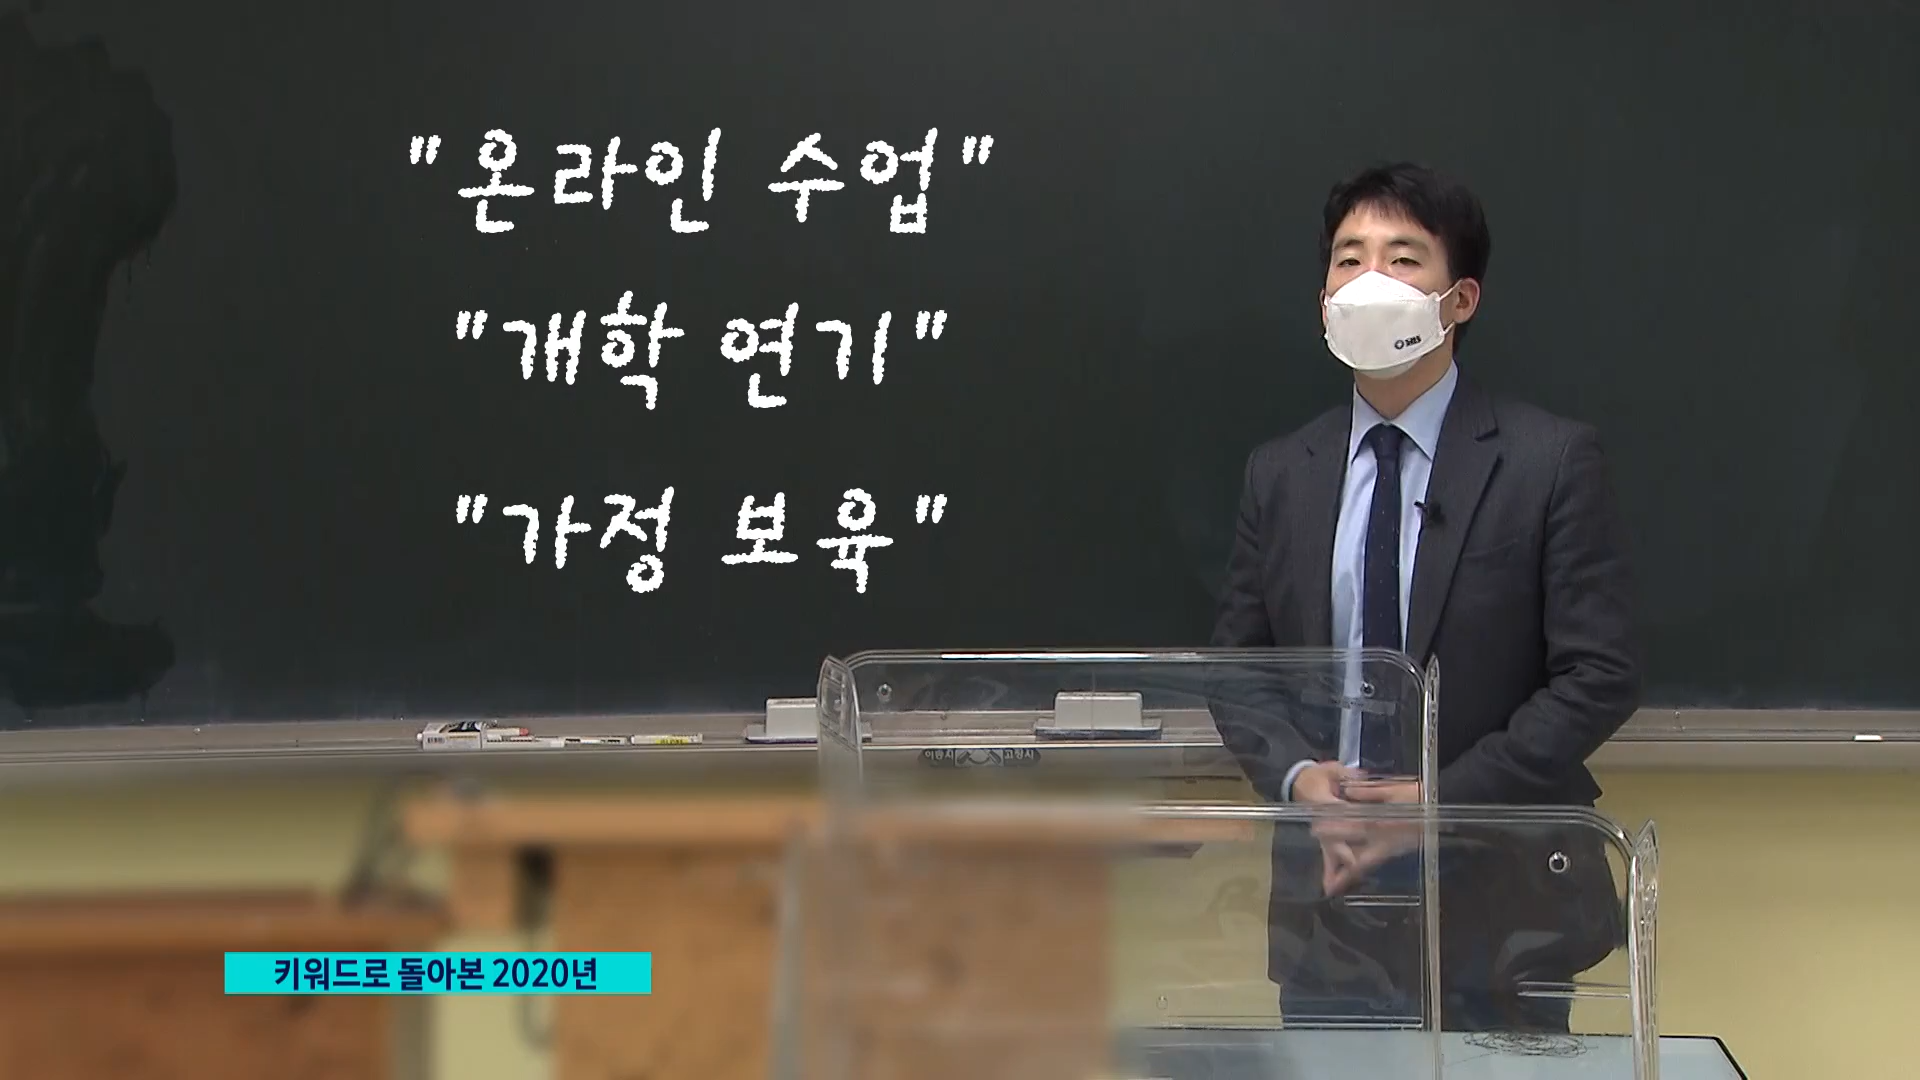 "온라인 수업"
"개학 연기"
"가정 보육"
SBS
키워드로 돌아본 2020년